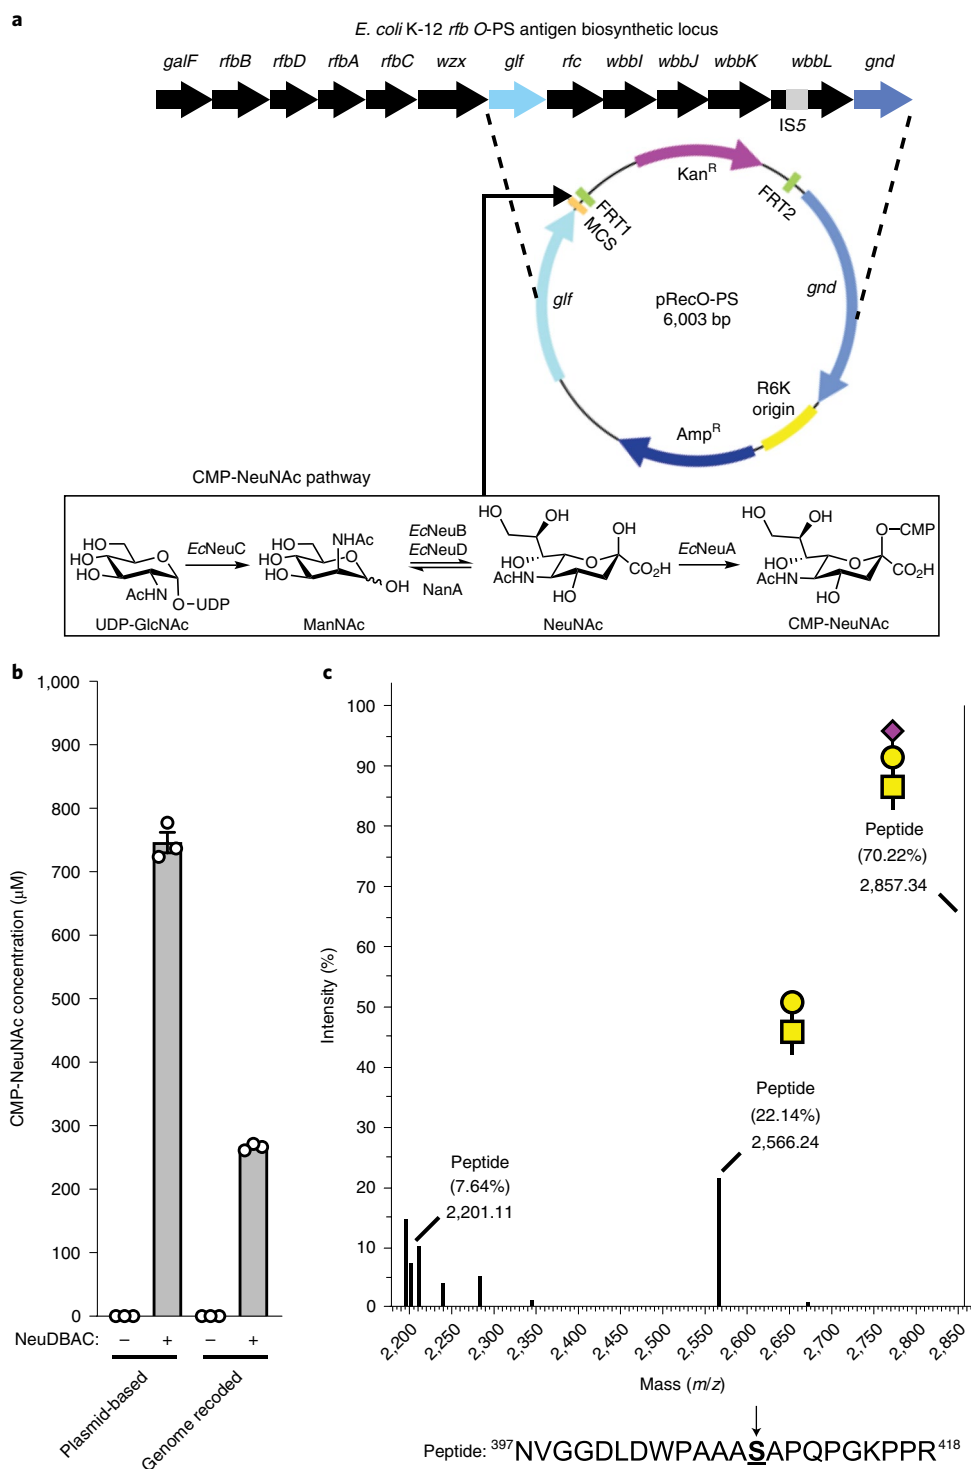 a
E. coli K-12 rfb O-PS antigen biosynthetic locus
galF rfbB rfbD rfbA rfbC wzx glf rfc wbbI wbbJ wbbK wbbL gnd
IS5
KanR
FRT1
MCS
FRT2
glf
pRecO-PS
6,003 bp
gnd
R6K
origin
AmpR
CMP-NeuNAc pathway
HO
HO
HO
AcHN
O
O–UDP
UDP-GlcNAc
EcNeuC
HO
HO
HO
NHAc
O
OH
ManNAc
EcNeuB
EcNeuD
NanA
HO
OH
HO
AcHN
HO
O
OH
CO2H
NeuNAc
EcNeuA
HO
OH
HO
AcHN
HO
O
O–CMP
CO2H
CMP-NeuNAc
b
CMP-NeuNAc concentration (μM)
1,000
900
800
700
600
500
400
300
200
100
0
NeuDBAC: – + – +
Plasmid-based
Genome recoded
c
Intensity (%)
100
90
80
70
60
50
40
30
20
10
0
Peptide
(70.22%)
2,857.34
Peptide
(22.14%)
2,566.24
Peptide
(7.64%)
2,201.11
2,200 2,250 2,300 2,350 2,400 2,450 2,500 2,550 2,600 2,650 2,700 2,750 2,800 2,850
Mass (m/z)
Peptide: 397NVGGDLDWPAAASAPQPGKPPR418